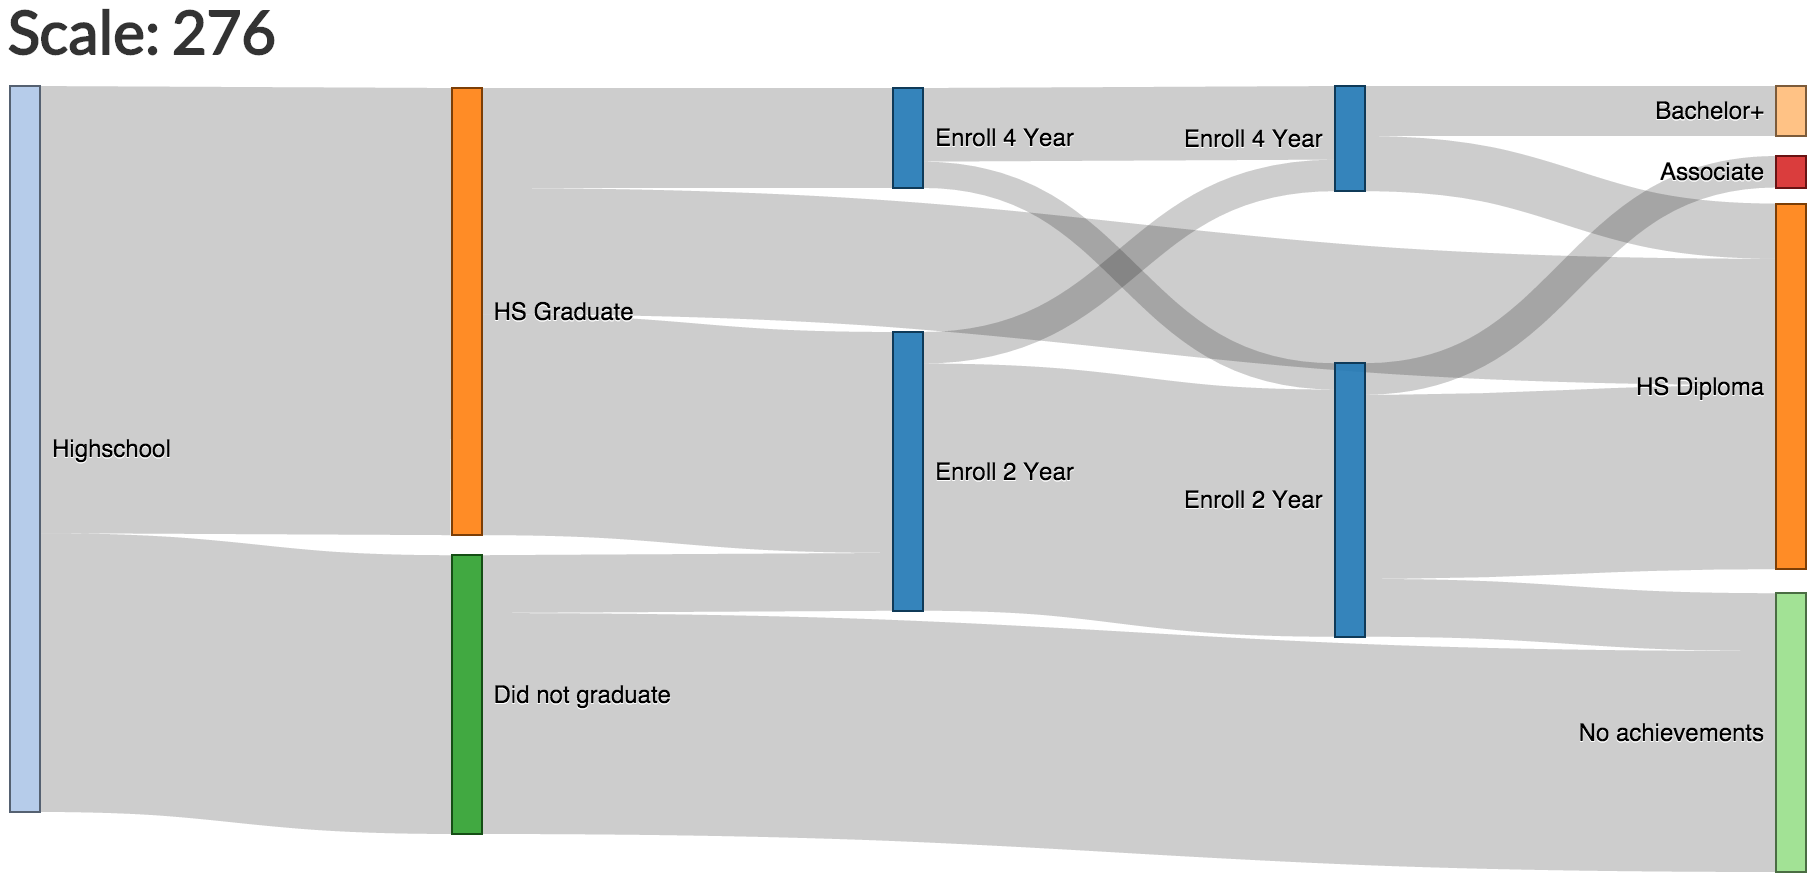 Scale: 276
Bachelor+
Enroll 4 Year
Enroll 4 Year
Associate
HS Graduate
HS Diploma
Highschool
Enroll 2 Year
Enroll 2 Year
Did not graduate
No achievements